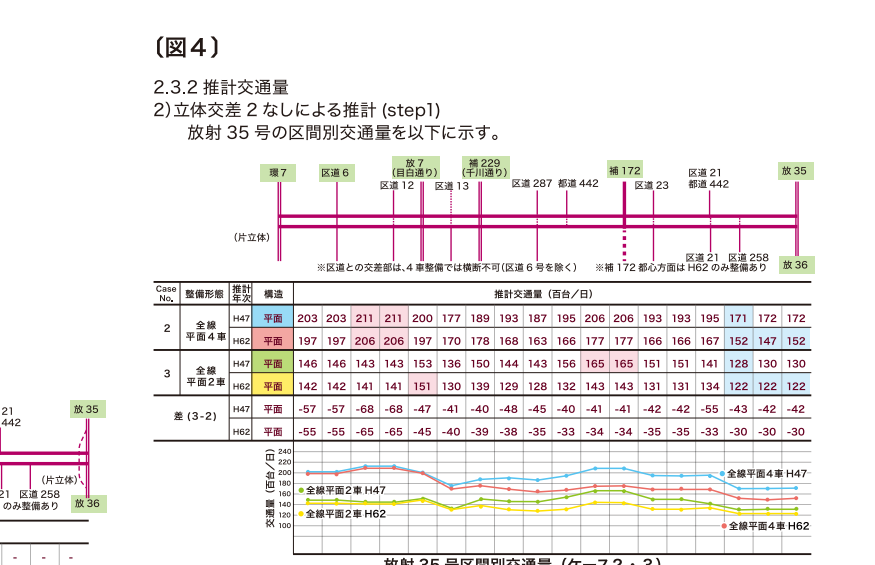 〔図4〕
2.3.2 推計交通量
2)立体交差 2 なしによる推計 (step1)
放射 35 号の区間別交通量を以下に示す。
環7
区道 6
区道 12
放 7
(目白通り)
区道 13
補 229
(千川通り)
区道 287
都道 442
補 172
区道 23
区道 21
都道 442
放 35
(片立体)
区道 21
区道 258
放 36
※区道との交差部は、4 車整備では横断不可(区道 6 号を除く)
※補 172 都心方面は H62 のみ整備あり
Case No. 整備形態 推計年次 構造 推計交通量（百台／日）
2 全線平面4車 H47 平面 203 203 211 211 200 177 189 193 187 195 206 206 193 193 195 171 172 172
H62 平面 197 197 206 206 197 170 178 168 163 166 177 177 166 166 167 152 147 152
3 全線平面2車 H47 平面 146 146 143 143 153 136 150 144 143 156 165 165 151 151 141 128 130 130
H62 平面 142 142 141 141 151 130 139 129 128 132 143 143 131 131 134 122 122 122
差 (3-2) H47 平面 -57 -57 -68 -68 -47 -41 -40 -48 -45 -40 -41 -41 -42 -42 -55 -43 -42 -42
H62 平面 -55 -55 -65 -65 -45 -40 -39 -38 -35 -33 -34 -34 -35 -35 -33 -30 -30 -30
交通量（百台／日）
240
220
200
180
160
140
120
100
全線平面4車 H47
全線平面2車 H47
全線平面2車 H62
全線平面4車 H62
放射 35 号区間別交通量（ケース2・3）
21
442
放 35
(片立体)
21 区道 258
のみ整備あり
放 36
- - -